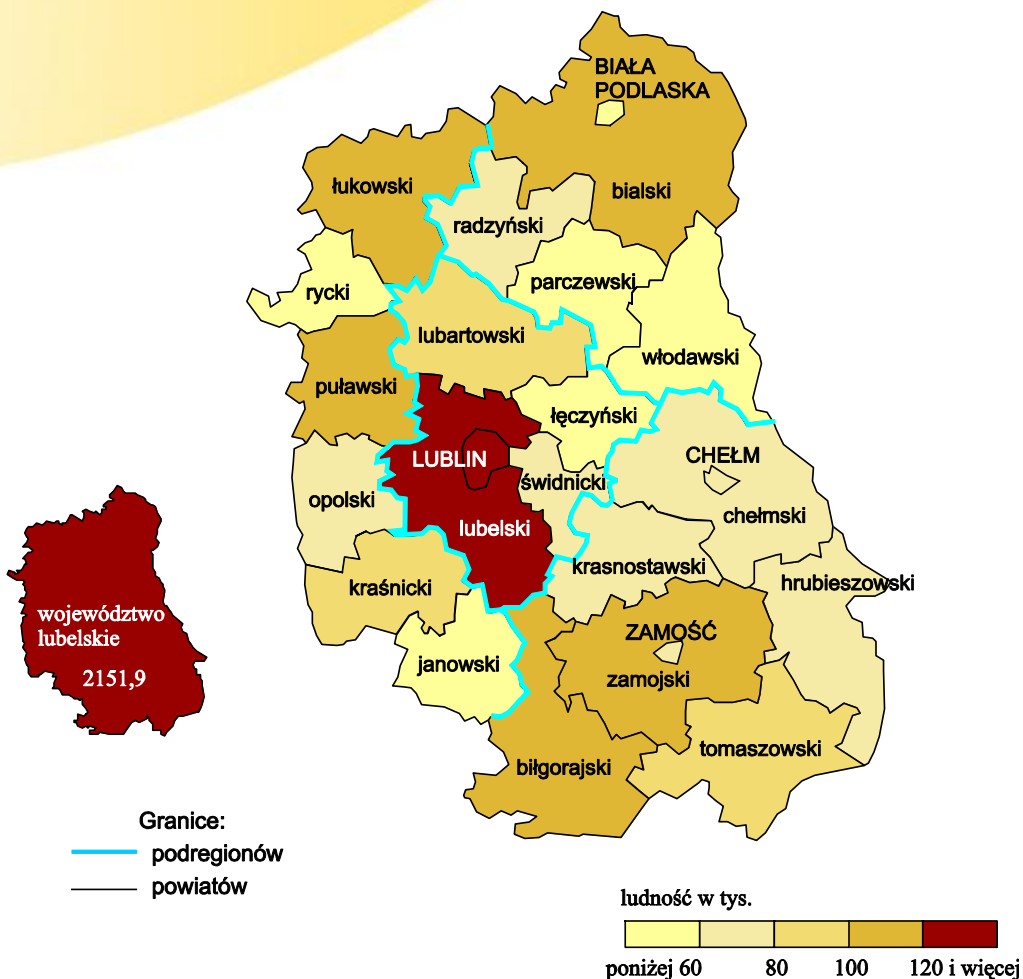 BIAŁA
PODLASKA
łukowski
bialski
radzyński
parczewski
rycki
lubartowski
włodawski
puławski
łęczyński
LUBLIN
CHEŁM
świdnicki
opolski
chełmski
lubelski
krasnostawski
hrubieszowski
kraśnicki
województwo
lubelskie
2151,9
ZAMOŚĆ
janowski
zamojski
tomaszowski
biłgorajski
Granice:
podregionów
powiatów
ludność w tys.
poniżej 60 80 100 120 i więcej